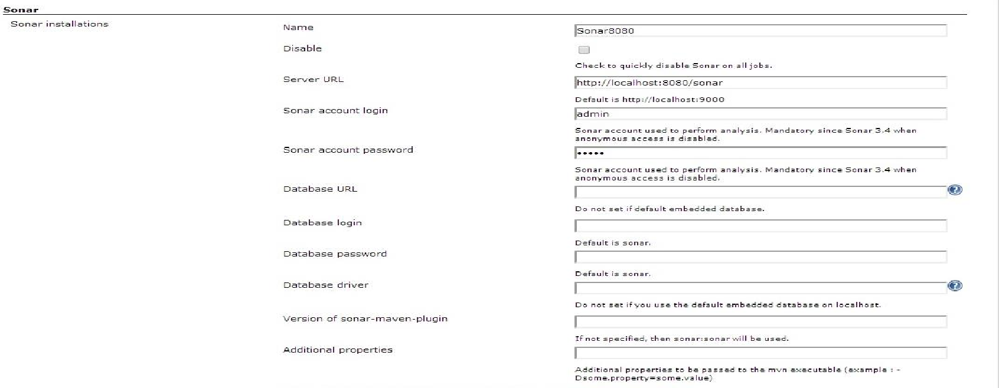 Sonar
Sonar installations
Name
Sonar8080
Disable
Check to quickly disable Sonar on all jobs.
Server URL
http://localhost:8080/sonar
Default is http://localhost:9000
Sonar account login
admin
Sonar account used to perform analysis. Mandatory since Sonar 3.4 when
anonymous access is disabled.
Sonar account password
•••••
Sonar account used to perform analysis. Mandatory since Sonar 3.4 when
anonymous access is disabled.
Database URL
?
Do not set if default embedded database.
Database login
Default is sonar.
Database password
Default is sonar.
Database driver
?
Do not set if you use the default embedded database on localhost.
Version of sonar-maven-plugin
If not specified, then sonar:sonar will be used.
Additional properties
Additional properties to be passed to the mvn executable (example : -
Dsome.property=some.value)